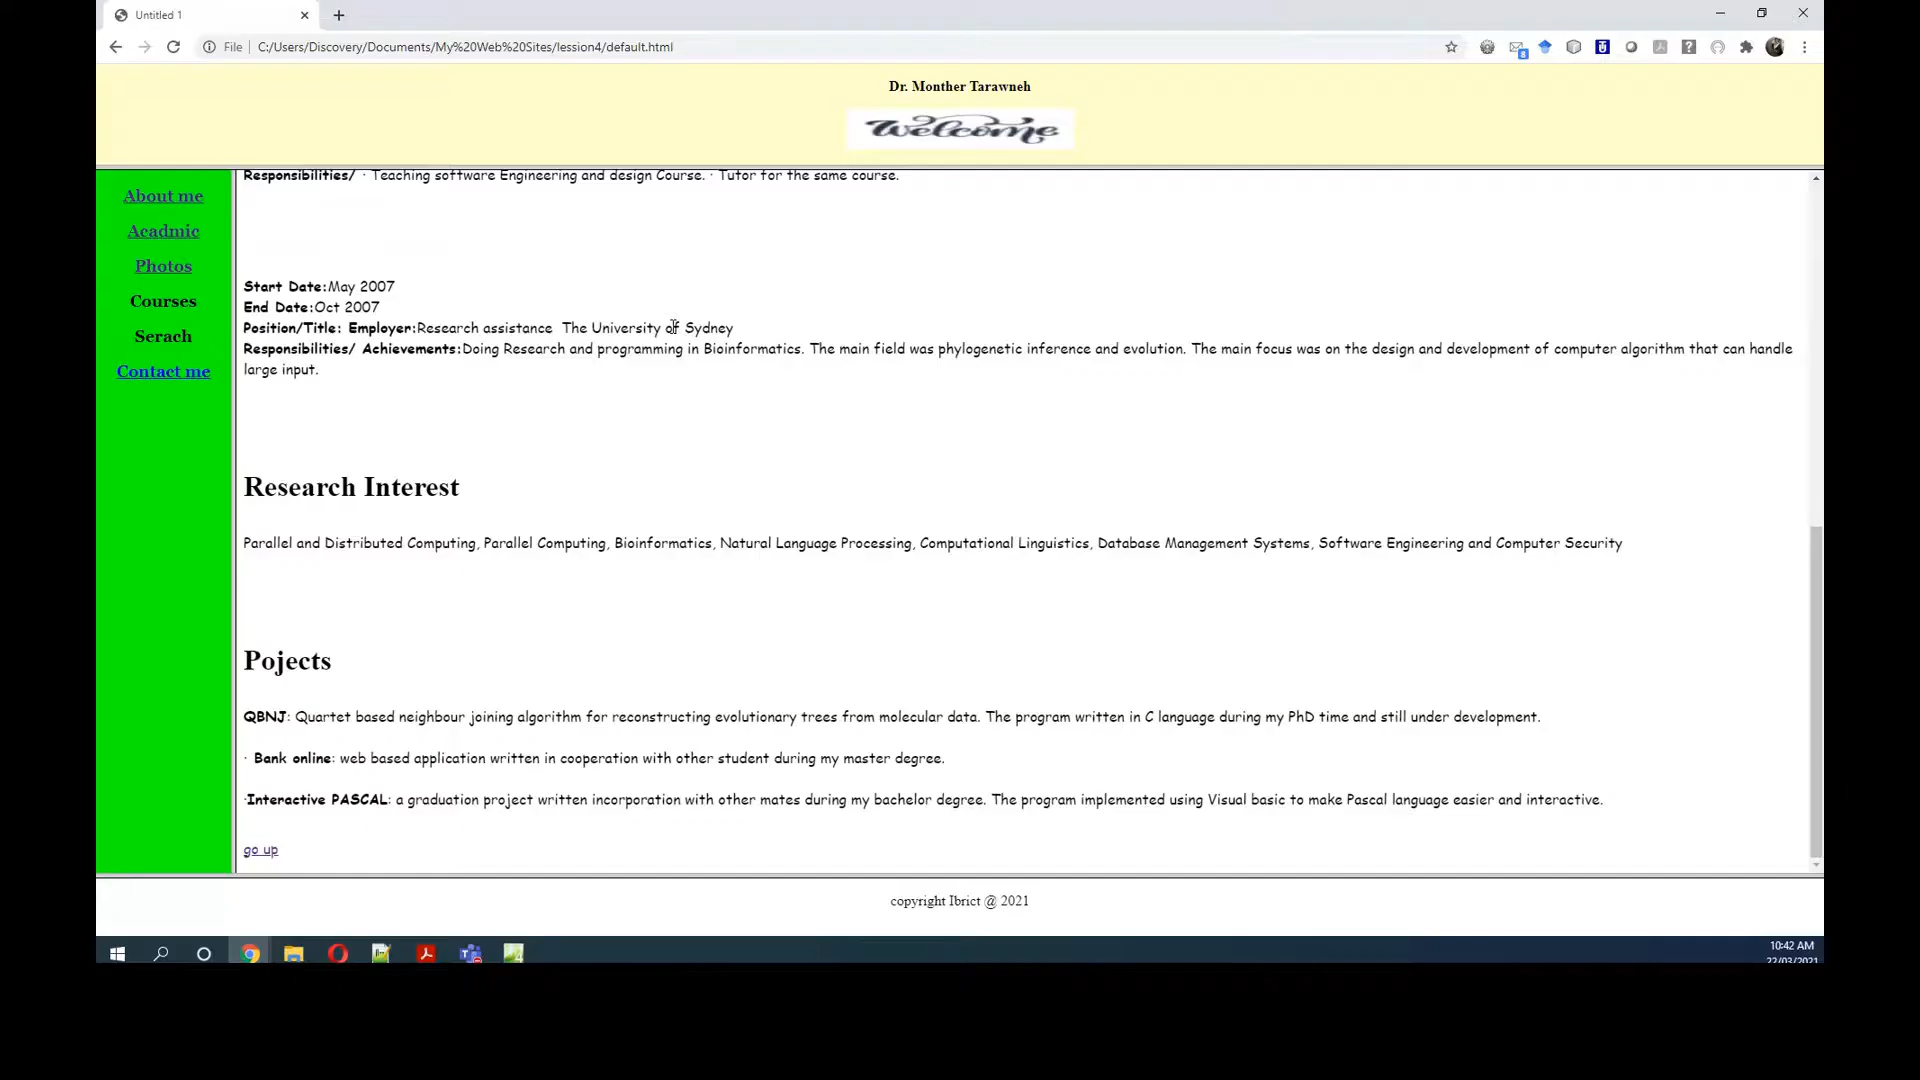 Untitled 1
File C:/Users/Discovery/Documents/My%20Web%20Sites/lession4/default.html
8
Dr. Monther Tarawneh
Welcome
About me
Acadmic
Photos
Courses
Serach
Contact me
Responsibilities/ · Teaching software Engineering and design Course. · Tutor for the same course.
Start Date:May 2007
End Date:Oct 2007
Position/Title: Employer:Research assistance The University of Sydney
Responsibilities/ Achievements:Doing Research and programming in Bioinformatics. The main field was phylogenetic inference and evolution. The main focus was on the design and development of computer algorithm that can handle
large input.
Research Interest
Parallel and Distributed Computing, Parallel Computing, Bioinformatics, Natural Language Processing, Computational Linguistics, Database Management Systems, Software Engineering and Computer Security
Pojects
QBNJ: Quartet based neighbour joining algorithm for reconstructing evolutionary trees from molecular data. The program written in C language during my PhD time and still under development.
· Bank online: web based application written in cooperation with other student during my master degree.
·Interactive PASCAL: a graduation project written incorporation with other mates during my bachelor degree. The program implemented using Visual basic to make Pascal language easier and interactive.
go up
copyright Ibrict @ 2021
10:42 AM
22/03/2021